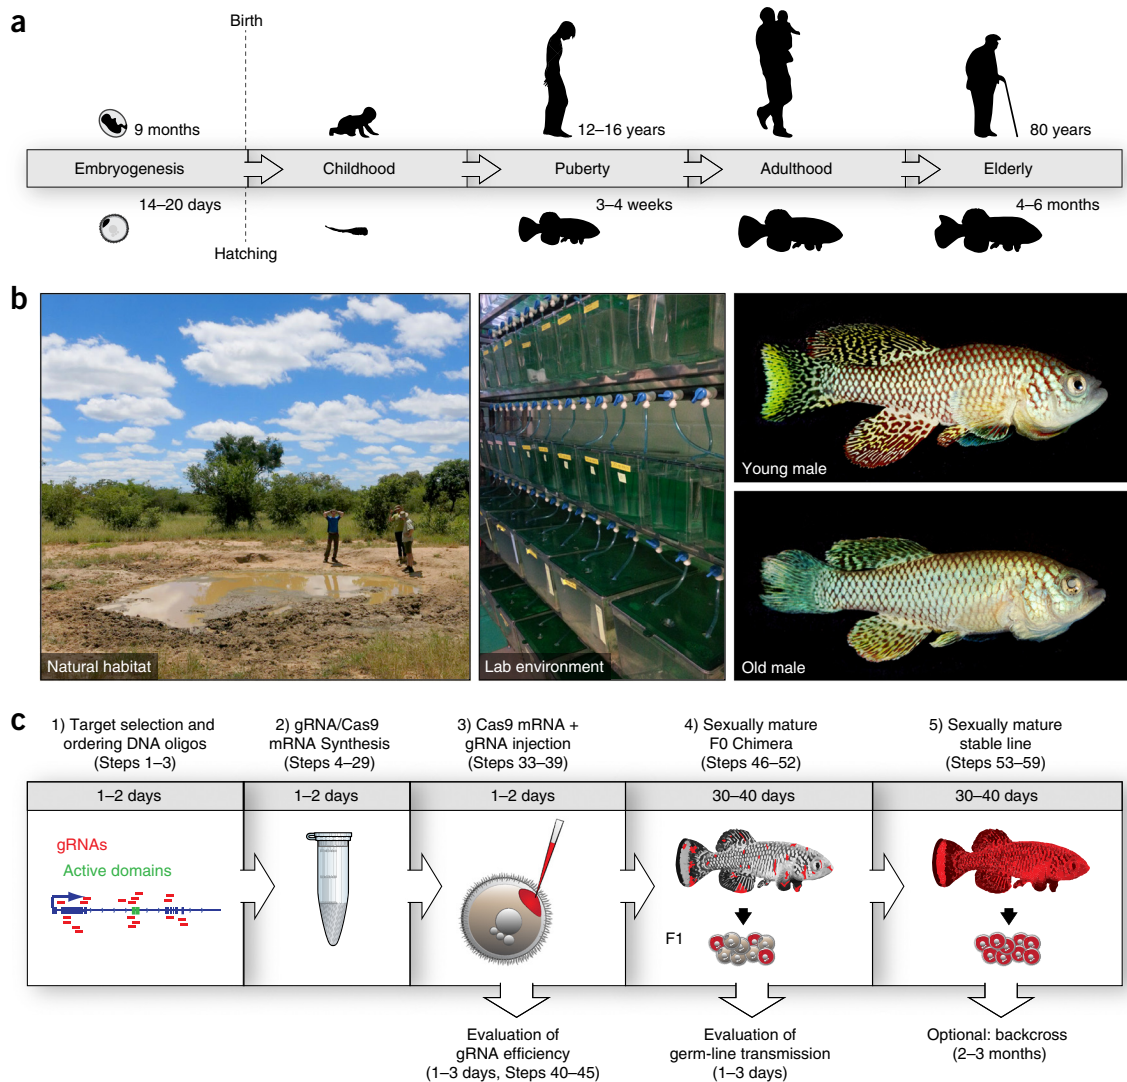 a
Birth
9 months
12–16 years
80 years
Embryogenesis
Childhood
Puberty
Adulthood
Elderly
14–20 days
3–4 weeks
4–6 months
Hatching
b
Natural habitat
Lab environment
Young male
Old male
c
1) Target selection and
ordering DNA oligos
(Steps 1–3)
2) gRNA/Cas9
mRNA Synthesis
(Steps 4–29)
3) Cas9 mRNA +
gRNA injection
(Steps 33–39)
4) Sexually mature
F0 Chimera
(Steps 46–52)
5) Sexually mature
stable line
(Steps 53–59)
1–2 days
1–2 days
1–2 days
30–40 days
30–40 days
gRNAs
Active domains
F1
Evaluation of
gRNA efficiency
(1–3 days, Steps 40–45)
Evaluation of
germ-line transmission
(1–3 days)
Optional: backcross
(2–3 months)